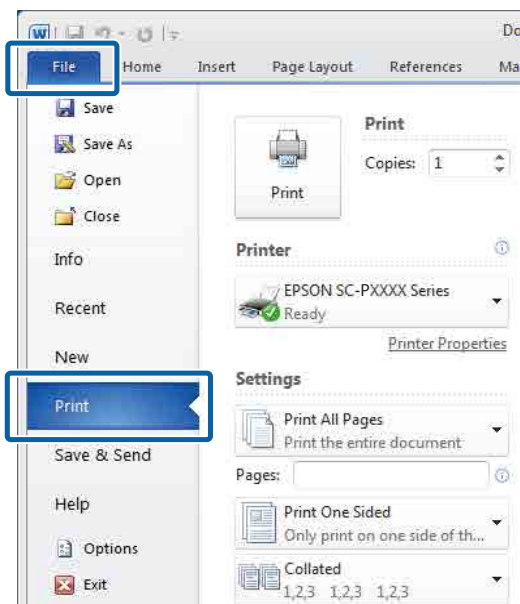 W
Do
File Home Insert Page Layout References Ma
Save
Save As
Open
Close
Info
Recent
New
Print
Save & Send
Help
Options
Exit
Print
Print
Copies: 1
Printer
EPSON SC-PXXXX Series
Ready
Printer Properties
Settings
Print All Pages
Print the entire document
Pages:
Print One Sided
Only print on one side of th...
Collated
1,2,3 1,2,3 1,2,3